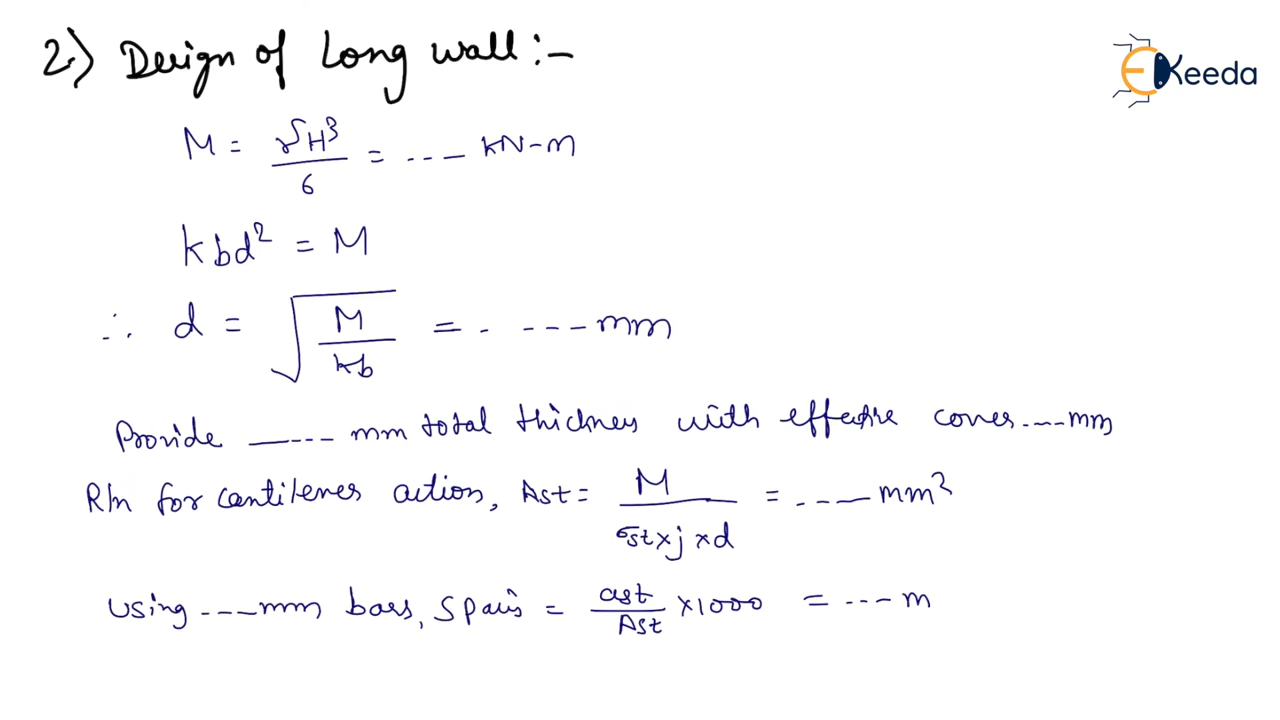 2) Design of Long wall :-
EKeeda
M = γH³/6 = ---- kN-m
kbd² = M
∴ d = √(M/kb) = ---- mm
Provide ----- mm total thickness with effective cover ---- mm
R/n for cantilever action, Ast = M/(σst×j×d) = ---- mm²
Using ---- mm bars, Spain = ast/Ast ×1000 = ---- m